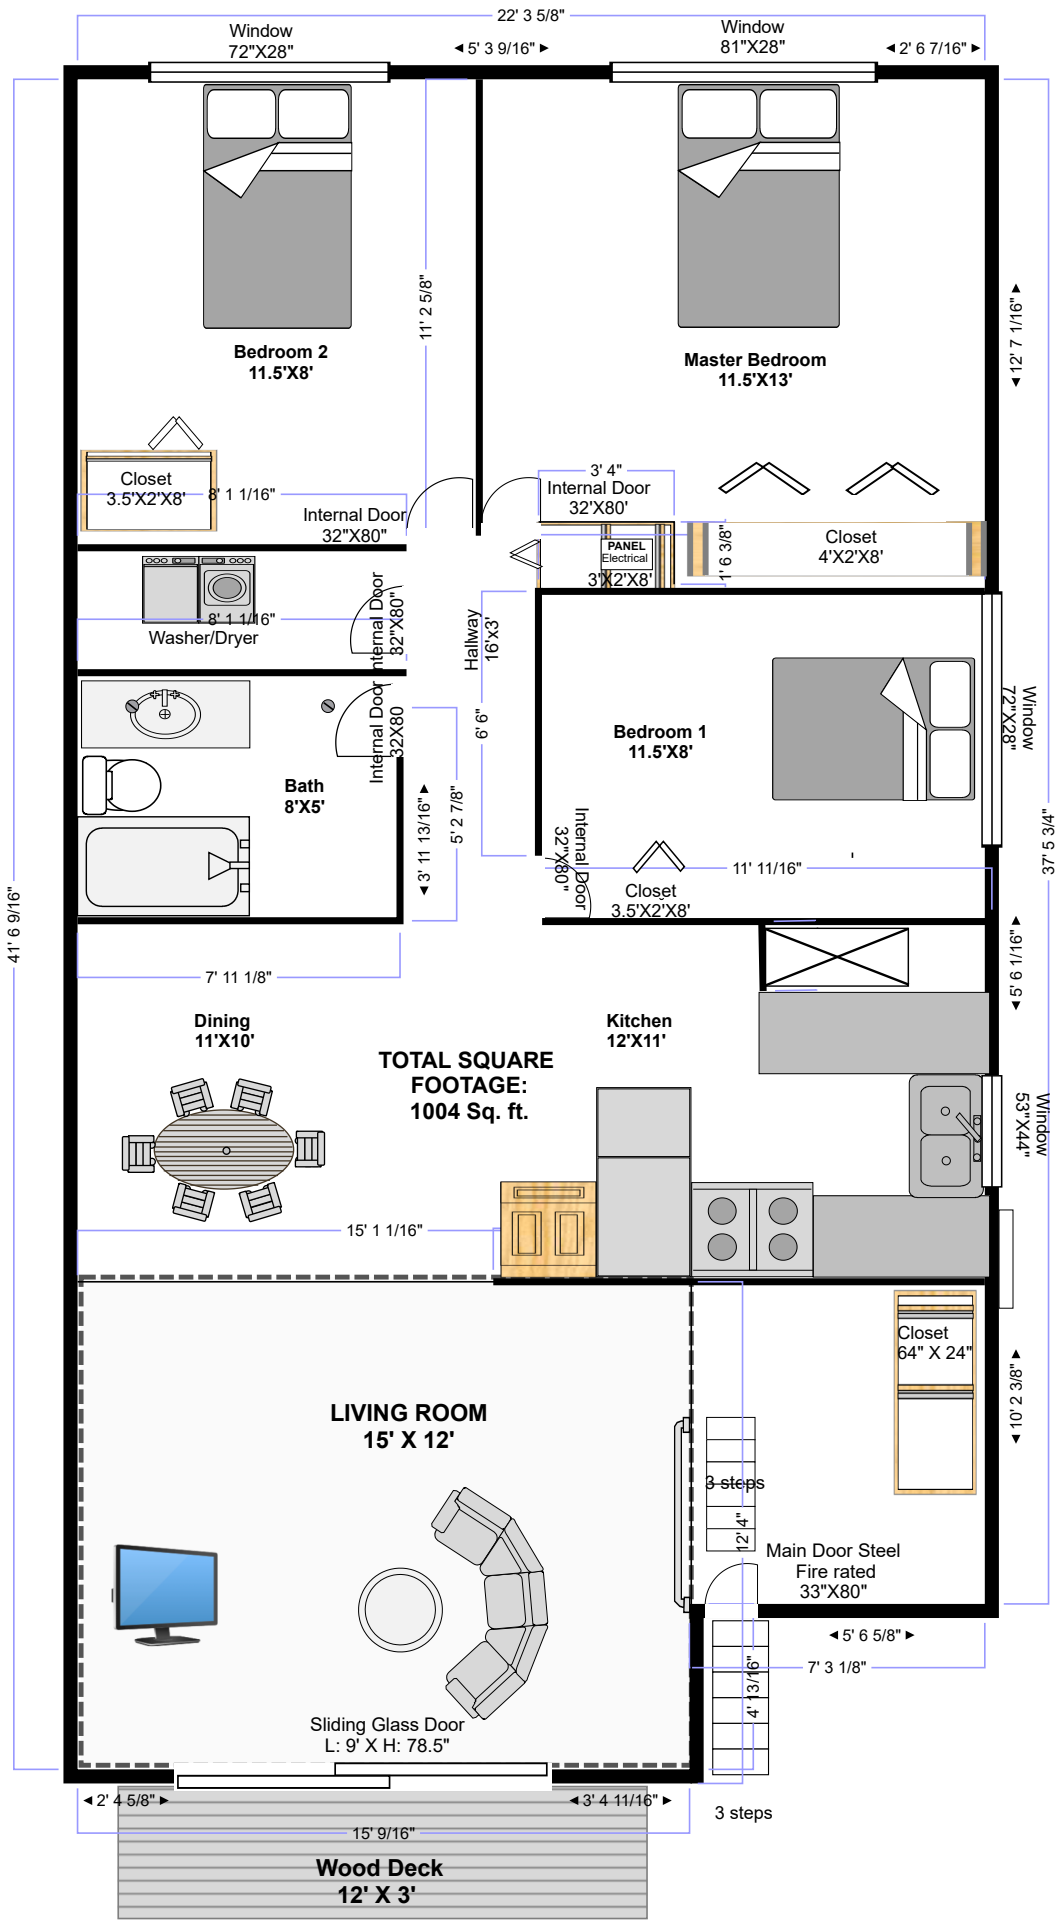 22' 3 5/8"
Window
72"X28"
5' 3 9/16"
Window
81"X28"
2' 6 7/16"
11' 2 5/8"
12' 7 1/16"
Bedroom 2
11.5'X8'
Master Bedroom
11.5'X13'
Closet
3.5'X2'X8'
8' 1 1/16"
Internal Door
32"X80"
3' 4"
Internal Door
32'X80'
PANEL
Electrical
3'X2'X8'
1' 6 3/8"
Closet
4'X2'X8'
8' 1 1/16"
Washer/Dryer
Internal Door
32"X80"
Hallway
16'x3'
6' 6"
Internal Door
32X80
Bedroom 1
11.5'X8'
Window
72"X28"
Bath
8'X5'
3' 11 13/16"
5' 2 7/8"
Internal Door
32"X80"
11' 11/16"
Closet
3.5'X2'X8'
37' 5 3/4"
41' 6 9/16"
7' 11 1/8"
5' 6 1/16"
Dining
11'X10'
Kitchen
12'X11'
TOTAL SQUARE
FOOTAGE:
1004 Sq. ft.
Window
53"X44"
15' 1 1/16"
Closet
64" X 24"
10' 2 3/8"
LIVING ROOM
15' X 12'
3 steps
12' 4"
Main Door Steel
Fire rated
33"X80"
5' 6 5/8"
7' 3 1/8"
4' 13/16"
Sliding Glass Door
L: 9' X H: 78.5"
2' 4 5/8"
3' 4 11/16"
3 steps
15' 9/16"
Wood Deck
12' X 3'